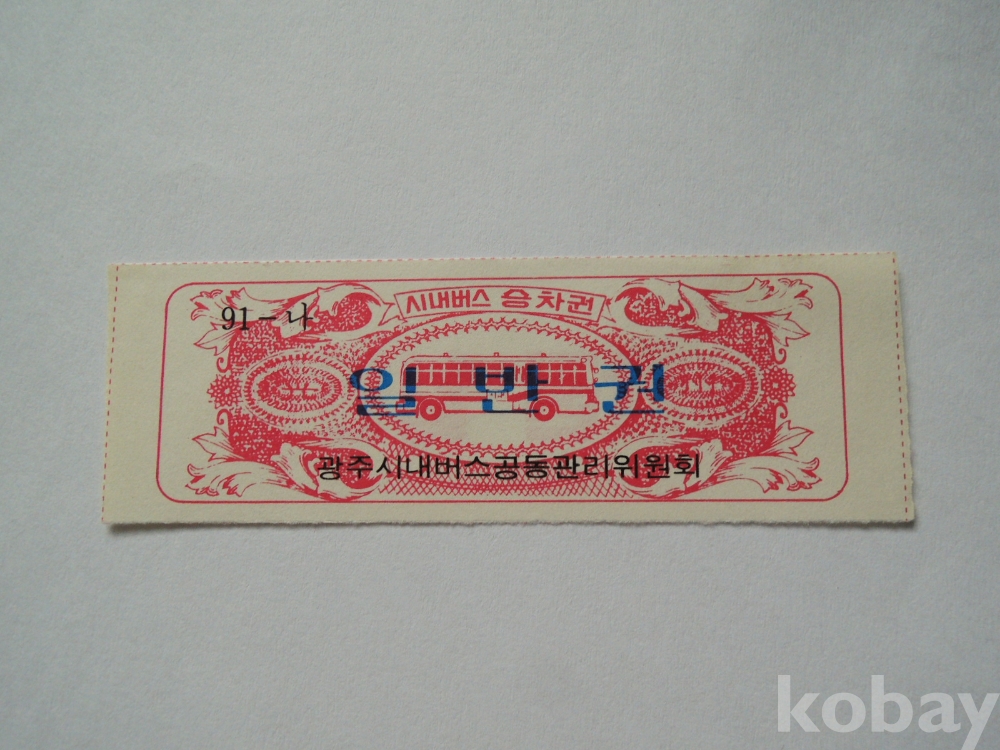 시내버스 승차권
91-나
일반권
광주시내버스공동관리위원회
kobay